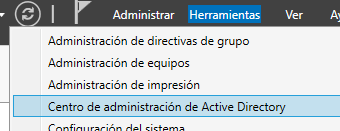 Administrar Herramientas Ver
Administración de directivas de grupo
Administración de equipos
Administración de impresión
Centro de administración de Active Directory
Configuración del sistema